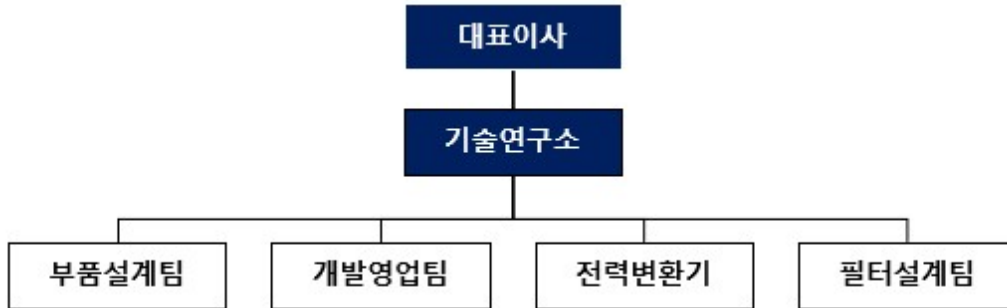 대표이사
기술연구소
부품설계팀
개발영업팀
전력변환기
필터설계팀